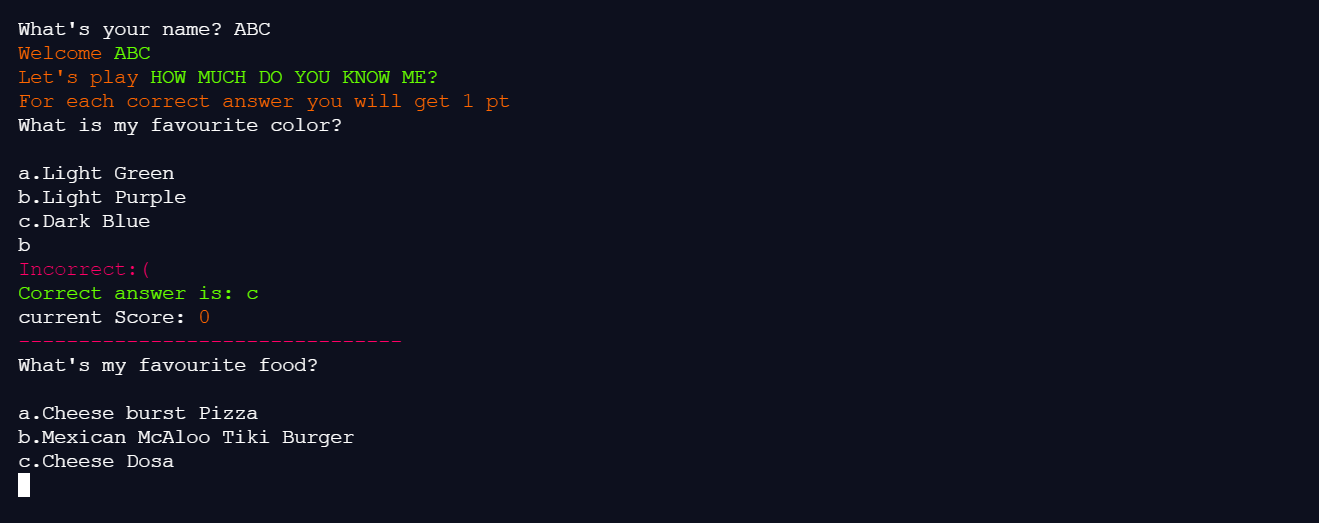 What's your name? ABC
Welcome ABC
Let's play HOW MUCH DO YOU KNOW ME?
For each correct answer you will get 1 pt
What is my favourite color?
a.Light Green
b.Light Purple
c.Dark Blue
b
Incorrect:(
Correct answer is: c
current Score: 0
--------------------------------
What's my favourite food?
a.Cheese burst Pizza
b.Mexican McAloo Tiki Burger
c.Cheese Dosa